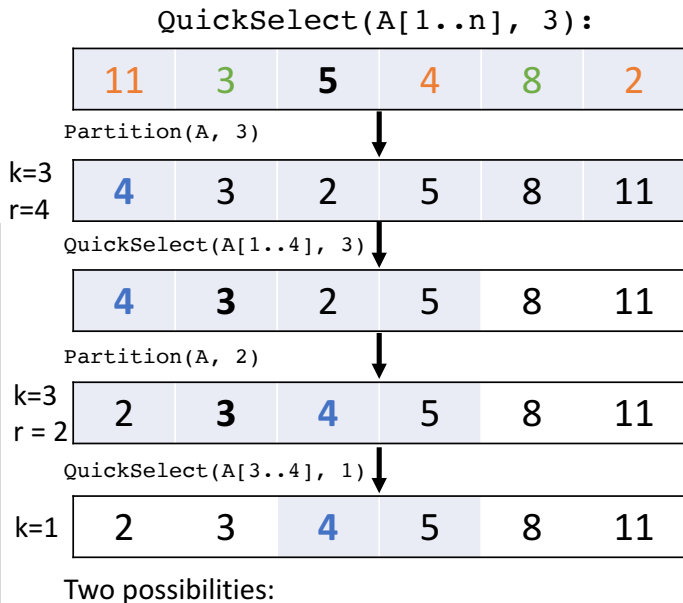 QuickSelect(A[1..n], 3):
11 3 5 4 8 2
Partition(A, 3)
k=3
r=4
4 3 2 5 8 11
QuickSelect(A[1..4], 3)
4 3 2 5 8 11
Partition(A, 2)
k=3
r = 2
2 3 4 5 8 11
QuickSelect(A[3..4], 1)
k=1 2 3 4 5 8 11
Two possibilities: